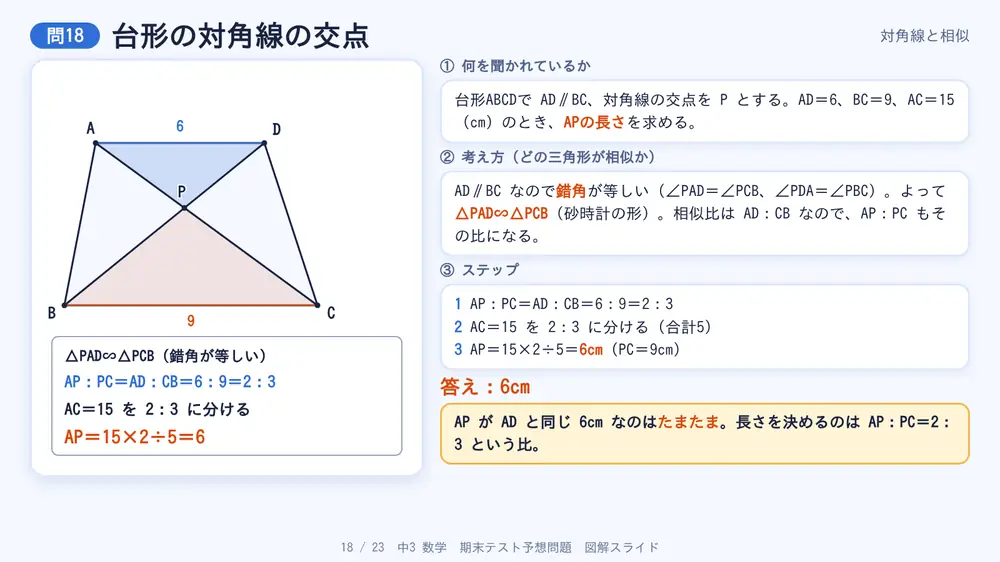 問18 台形の対角線の交点
対角線と相似
A
6
D
P
B
9
C
△PAD∽△PCB（錯角が等しい）
AP：PC＝AD：CB＝6：9＝2：3
AC＝15 を 2：3 に分ける
AP＝15×2÷5＝6
① 何を聞かれているか
台形ABCDで AD∥BC、対角線の交点を P とする。AD＝6、BC＝9、AC＝15
（cm）のとき、APの長さを求める。
② 考え方（どの三角形が相似か）
AD∥BC なので錯角が等しい（∠PAD＝∠PCB、∠PDA＝∠PBC）。よって
△PAD∽△PCB（砂時計の形）。相似比は AD：CB なので、AP：PC もそ
の比になる。
③ ステップ
1 AP：PC＝AD：CB＝6：9＝2：3
2 AC＝15 を 2：3 に分ける（合計5）
3 AP＝15×2÷5＝6cm（PC＝9cm）
答え：6cm
AP が AD と同じ 6cm なのはたまたま。長さを決めるのは AP：PC＝2：
3 という比。
18 / 23 中3 数学 期末テスト予想問題 図解スライド